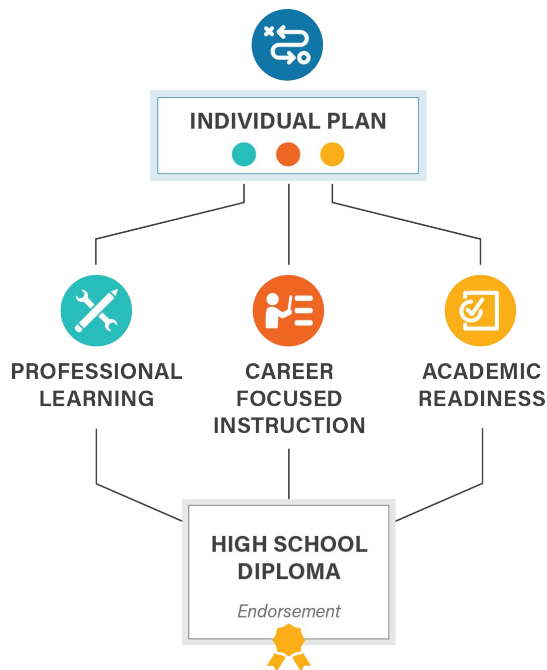 INDIVIDUAL PLAN
PROFESSIONAL
LEARNING
CAREER
FOCUSED
INSTRUCTION
ACADEMIC
READINESS
HIGH SCHOOL
DIPLOMA
Endorsement